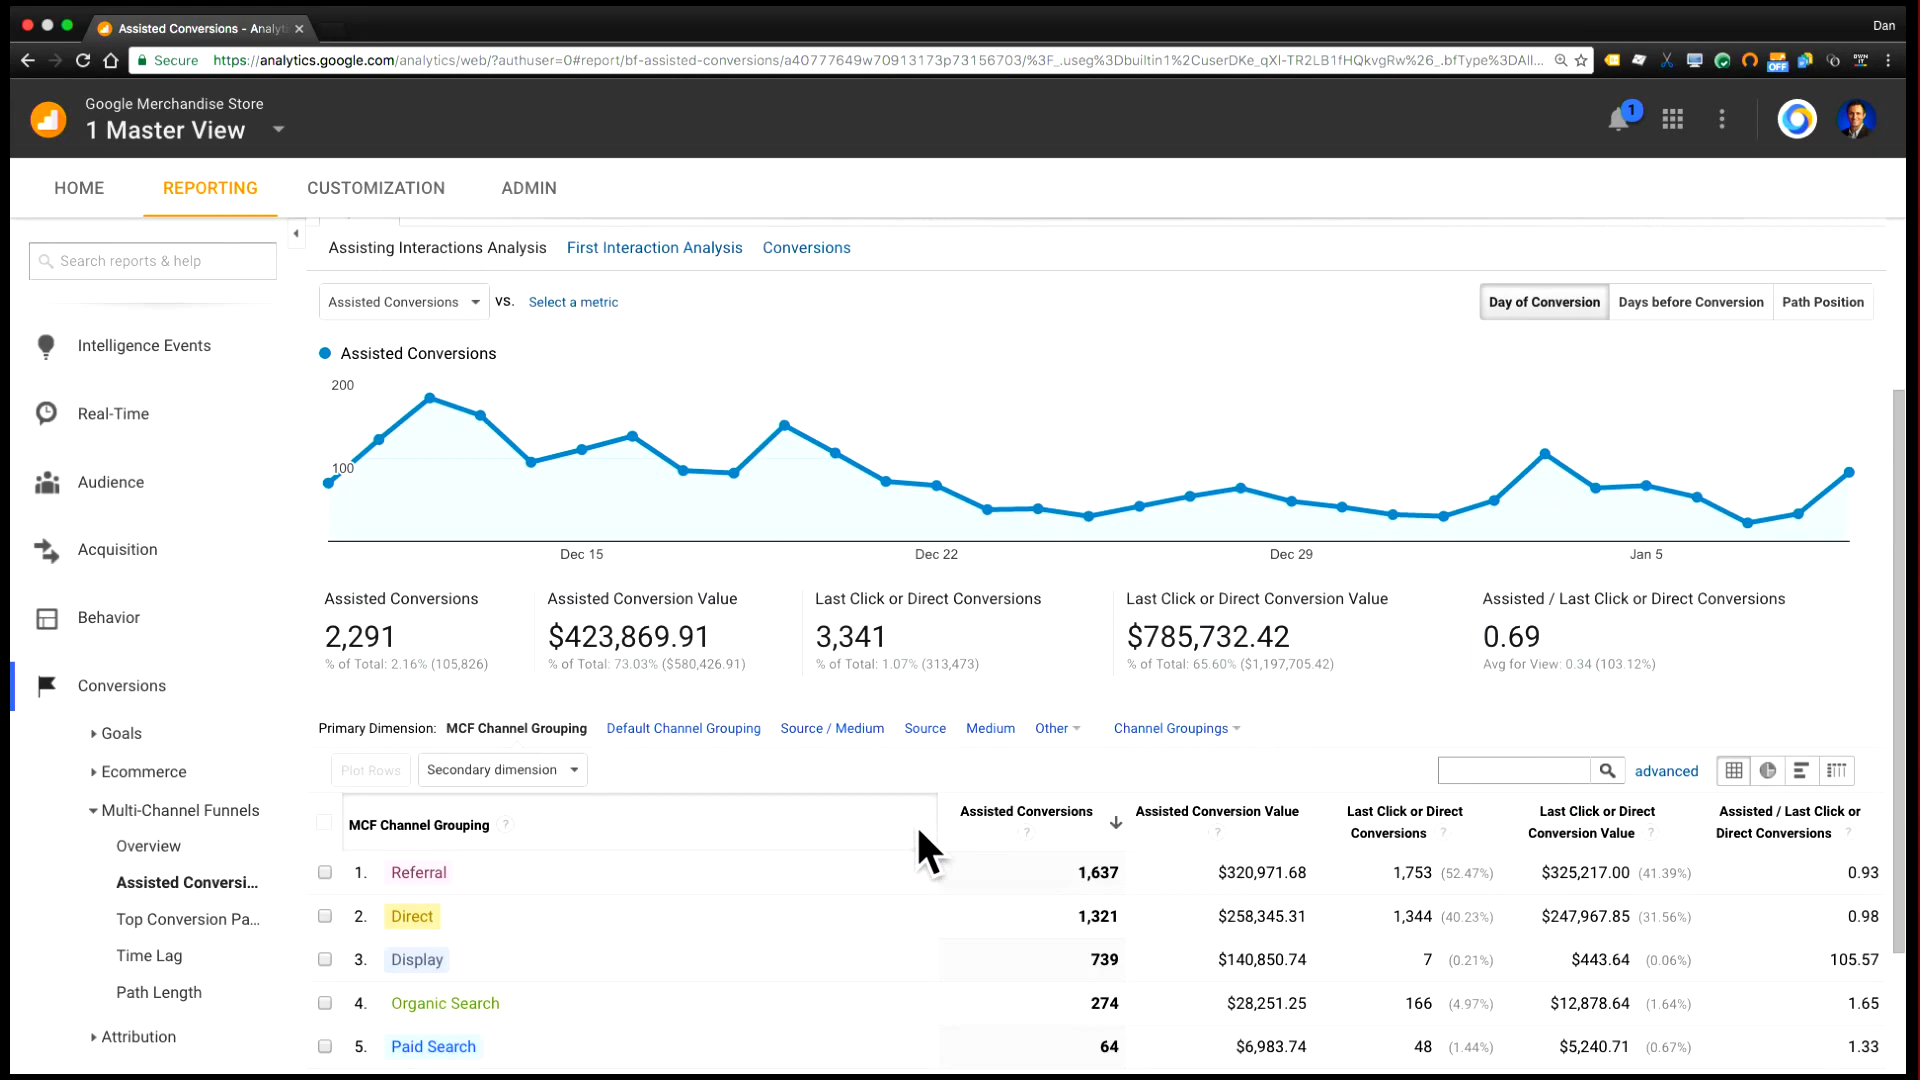 Assisted Conversions - Analyti
Dan
Secure https://analytics.google.com/analytics/web/?authuser=0#report/bf-assisted-conversions/a40777649w70913173p73156703/%3F_.useg%3Dbuiltin1%2CuserDKe_qXl-TR2LB1fHQkvgRw%26_.bfType%3DAll...
OFF
Google Merchandise Store
1 Master View
1
HOME REPORTING CUSTOMIZATION ADMIN
Search reports & help
Intelligence Events
Real-Time
Audience
Acquisition
Behavior
Conversions
Goals
Ecommerce
Multi-Channel Funnels
Overview
Assisted Conversi...
Top Conversion Pa...
Time Lag
Path Length
Attribution
Assisting Interactions Analysis First Interaction Analysis Conversions
Assisted Conversions VS. Select a metric
Day of Conversion Days before Conversion Path Position
Assisted Conversions
200
100
Dec 15 Dec 22 Dec 29 Jan 5
Assisted Conversions Assisted Conversion Value Last Click or Direct Conversions Last Click or Direct Conversion Value Assisted / Last Click or Direct Conversions
2,291 $423,869.91 3,341 $785,732.42 0.69
% of Total: 2.16% (105,826) % of Total: 73.03% ($580,426.91) % of Total: 1.07% (313,473) % of Total: 65.60% ($1,197,705.42) Avg for View: 0.34 (103.12%)
Primary Dimension: MCF Channel Grouping Default Channel Grouping Source / Medium Source Medium Other Channel Groupings
Plot Rows Secondary dimension advanced
MCF Channel Grouping ? Assisted Conversions ? Assisted Conversion Value ? Last Click or Direct Conversions ? Last Click or Direct Conversion Value ? Assisted / Last Click or Direct Conversions ?
1. Referral 1,637 $320,971.68 1,753 (52.47%) $325,217.00 (41.39%) 0.93
2. Direct 1,321 $258,345.31 1,344 (40.23%) $247,967.85 (31.56%) 0.98
3. Display 739 $140,850.74 7 (0.21%) $443.64 (0.06%) 105.57
4. Organic Search 274 $28,251.25 166 (4.97%) $12,878.64 (1.64%) 1.65
5. Paid Search 64 $6,983.74 48 (1.44%) $5,240.71 (0.67%) 1.33